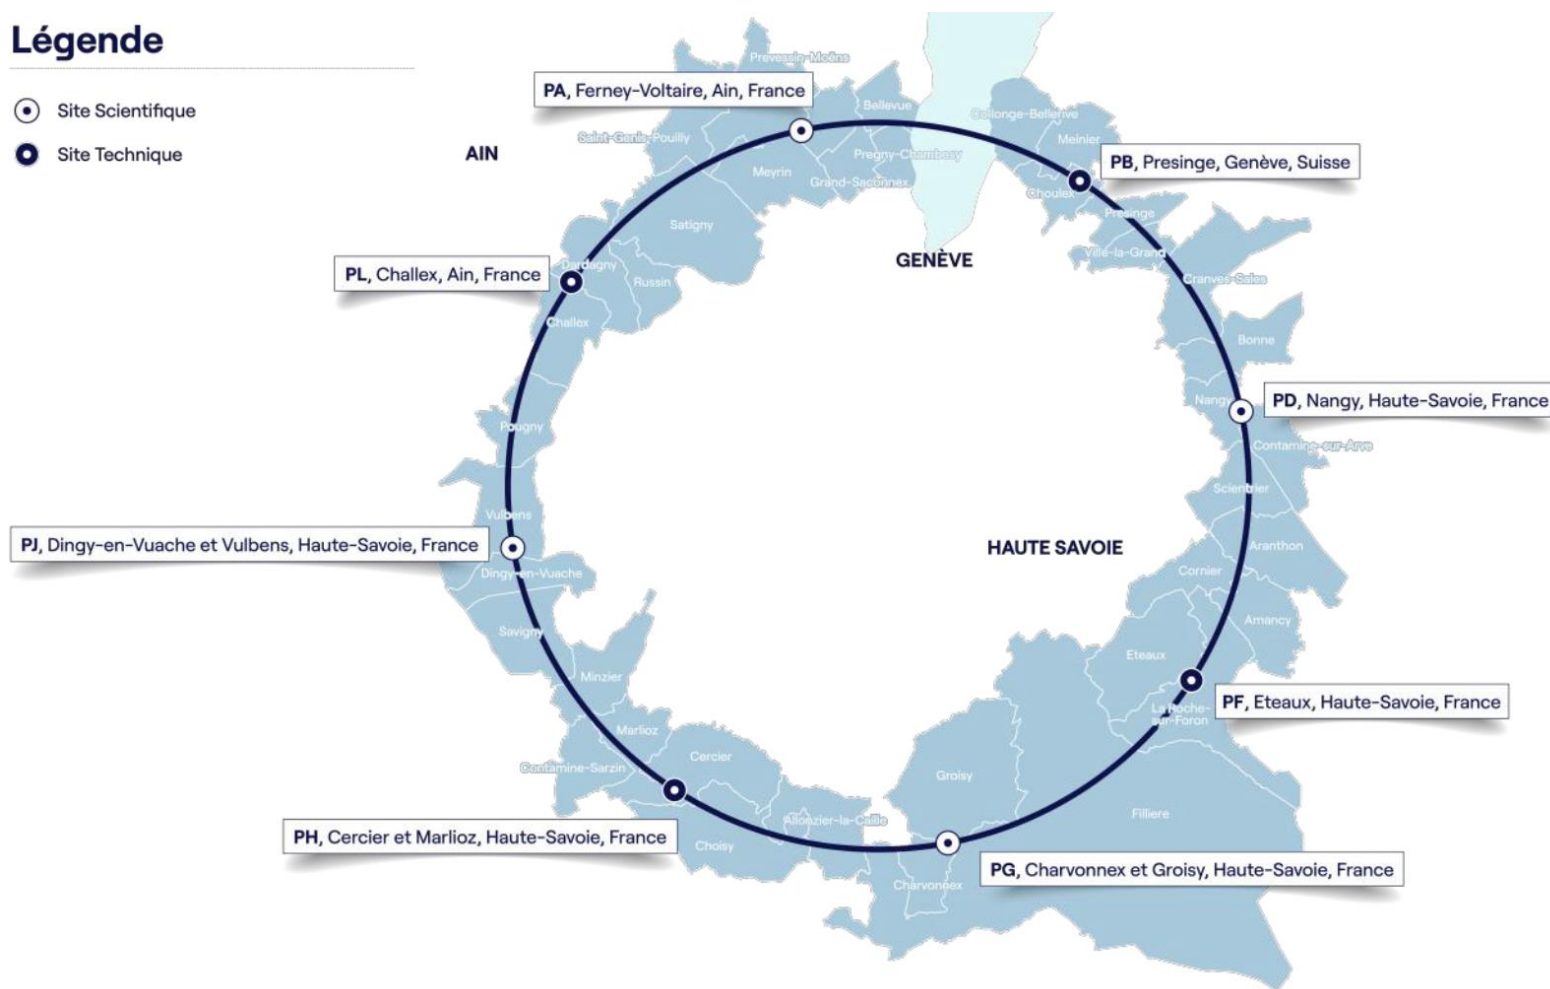 Légende
Site Scientifique
Site Technique
Prevessin-Moëns
PA, Ferney-Voltaire, Ain, France
Bellevue
Collonge-Bellerive
Saint-Genis-Pouilly
AIN
Meinier
Pregny-Chambesy
PB, Presinge, Genève, Suisse
Meyrin
Grand-Saconnex
Choulex
Presinge
Satigny
Ville-la-Grand
GENÈVE
PL, Challex, Ain, France
Dardagny
Russin
Cranves-Sales
Challex
Bonne
Nangy
PD, Nangy, Haute-Savoie, France
Pougny
Contamine-sur-Arve
Scientrier
Vulbens
PJ, Dingy-en-Vuache et Vulbens, Haute-Savoie, France
HAUTE SAVOIE
Aranthon
Dingy-en-Vuache
Cornier
Savigny
Amancy
Eteaux
Minzier
PF, Eteaux, Haute-Savoie, France
La Roche-
sur-Foron
Marlioz
Cercier
Contamine-Sarzin
Groisy
Filliere
Allonzier-la-Caille
PH, Cercier et Marlioz, Haute-Savoie, France
Choisy
PG, Charvonnex et Groisy, Haute-Savoie, France
Charvonnex